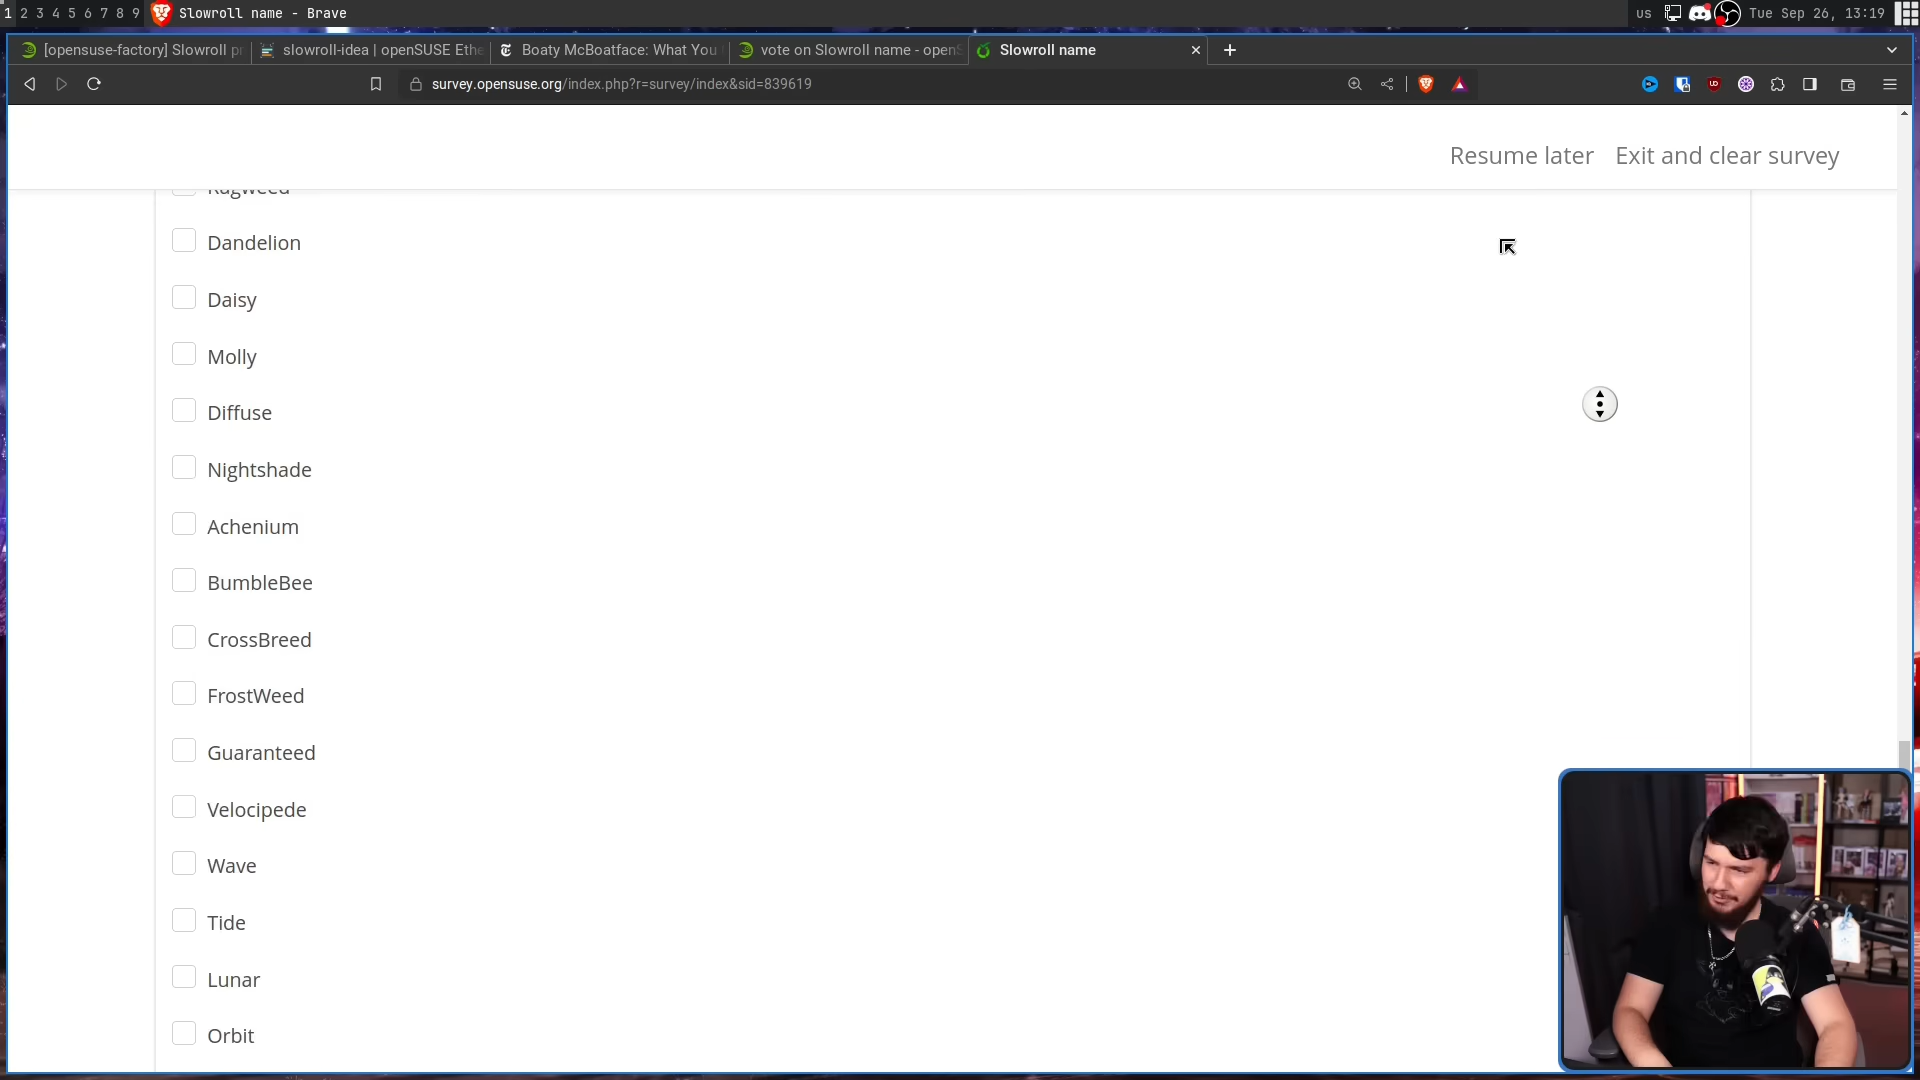 1 2 3 4 5 6 7 8 9 Slowroll name - Brave us Tue Sep 26, 13:19
[opensuse-factory] Slowroll pr slowroll-idea | openSUSE Ethe Boaty McBoatface: What You vote on Slowroll name - openS Slowroll name
survey.opensuse.org/index.php?r=survey/index&sid=839619
Resume later Exit and clear survey
Ragweed
Dandelion
Daisy
Molly
Diffuse
Nightshade
Achenium
BumbleBee
CrossBreed
FrostWeed
Guaranteed
Velocipede
Wave
Tide
Lunar
Orbit